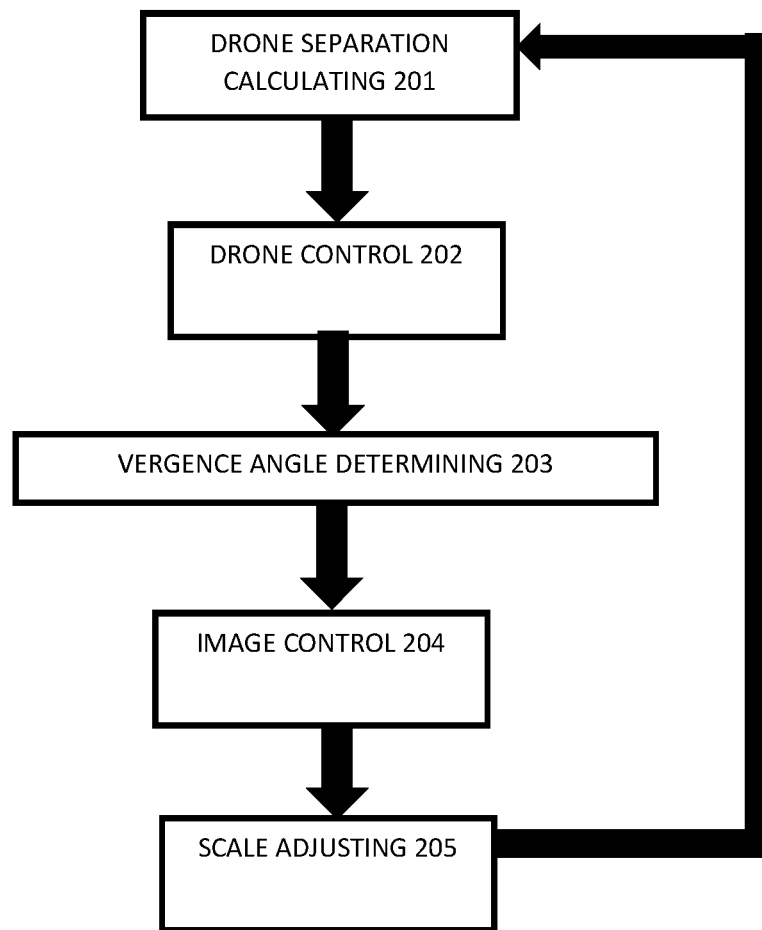 DRONE SEPARATION
CALCULATING 201
DRONE CONTROL 202
VERGENCE ANGLE DETERMINING 203
IMAGE CONTROL 204
SCALE ADJUSTING 205